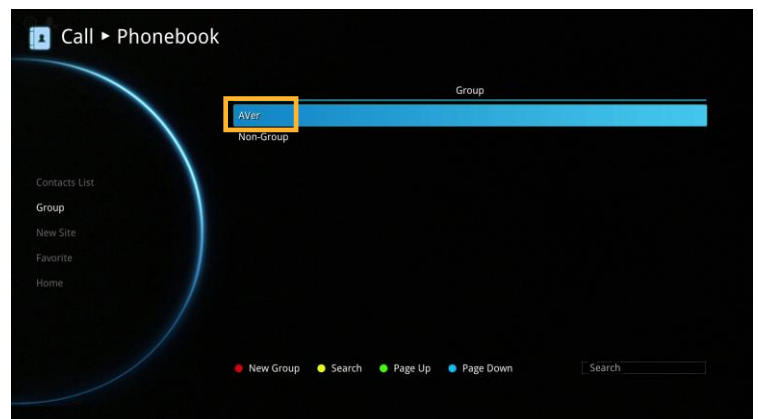 Call ▸ Phonebook
Group
AVer
Non-Group
Contacts List
Group
New Site
Favorite
Home
New Group Search Page Up Page Down Search